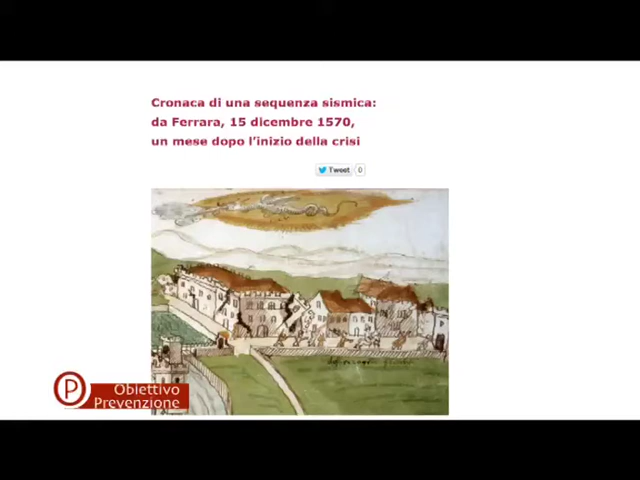 Cronaca di una sequenza sismica:
da Ferrara, 15 dicembre 1570,
un mese dopo l'inizio della crisi
Tweet 0
P Obiettivo
Prevenzione